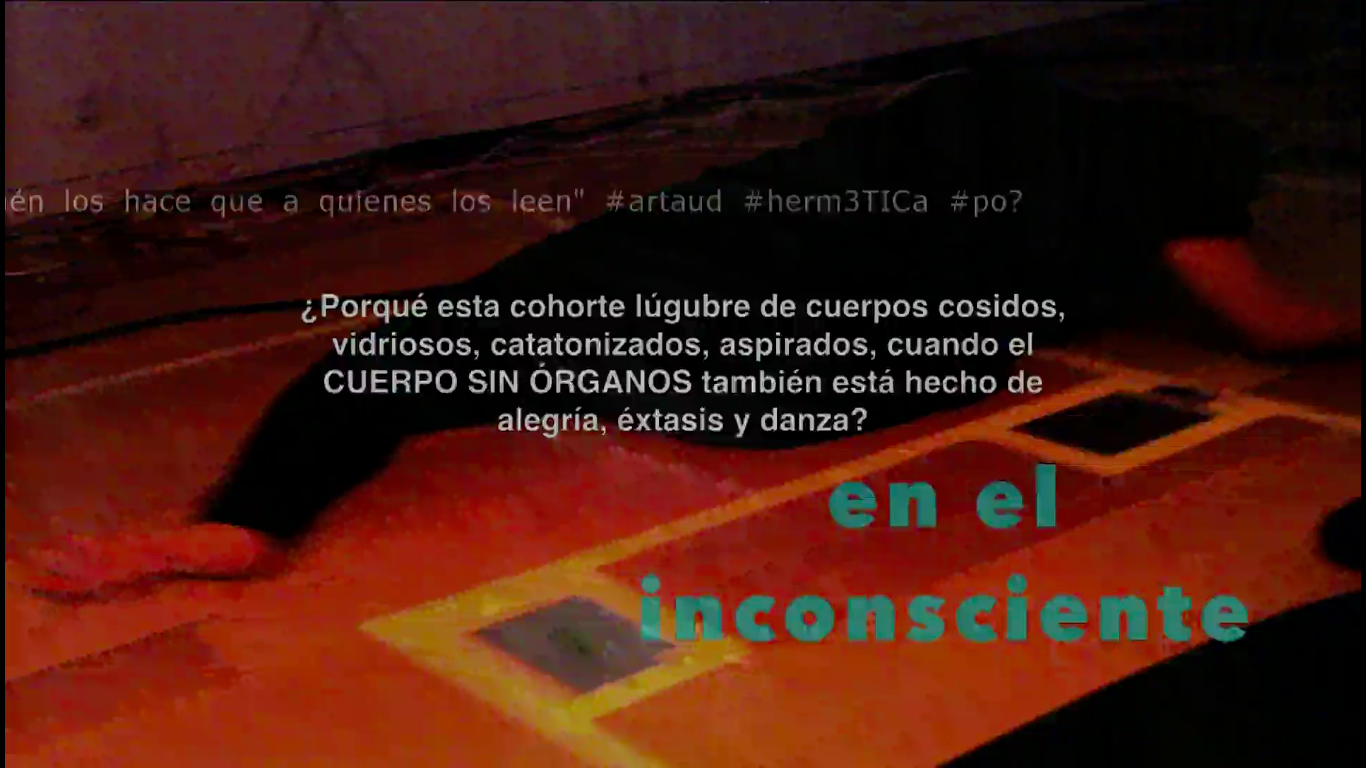 los hace que a quienes los leen" #artaud #herm3TICa #po?
¿Porqué esta cohorte lúgubre de cuerpos cosidos,
vidriosos, catatonizados, aspirados, cuando el
CUERPO SIN ÓRGANOS también está hecho de
alegría, éxtasis y danza?
en el
inconsciente